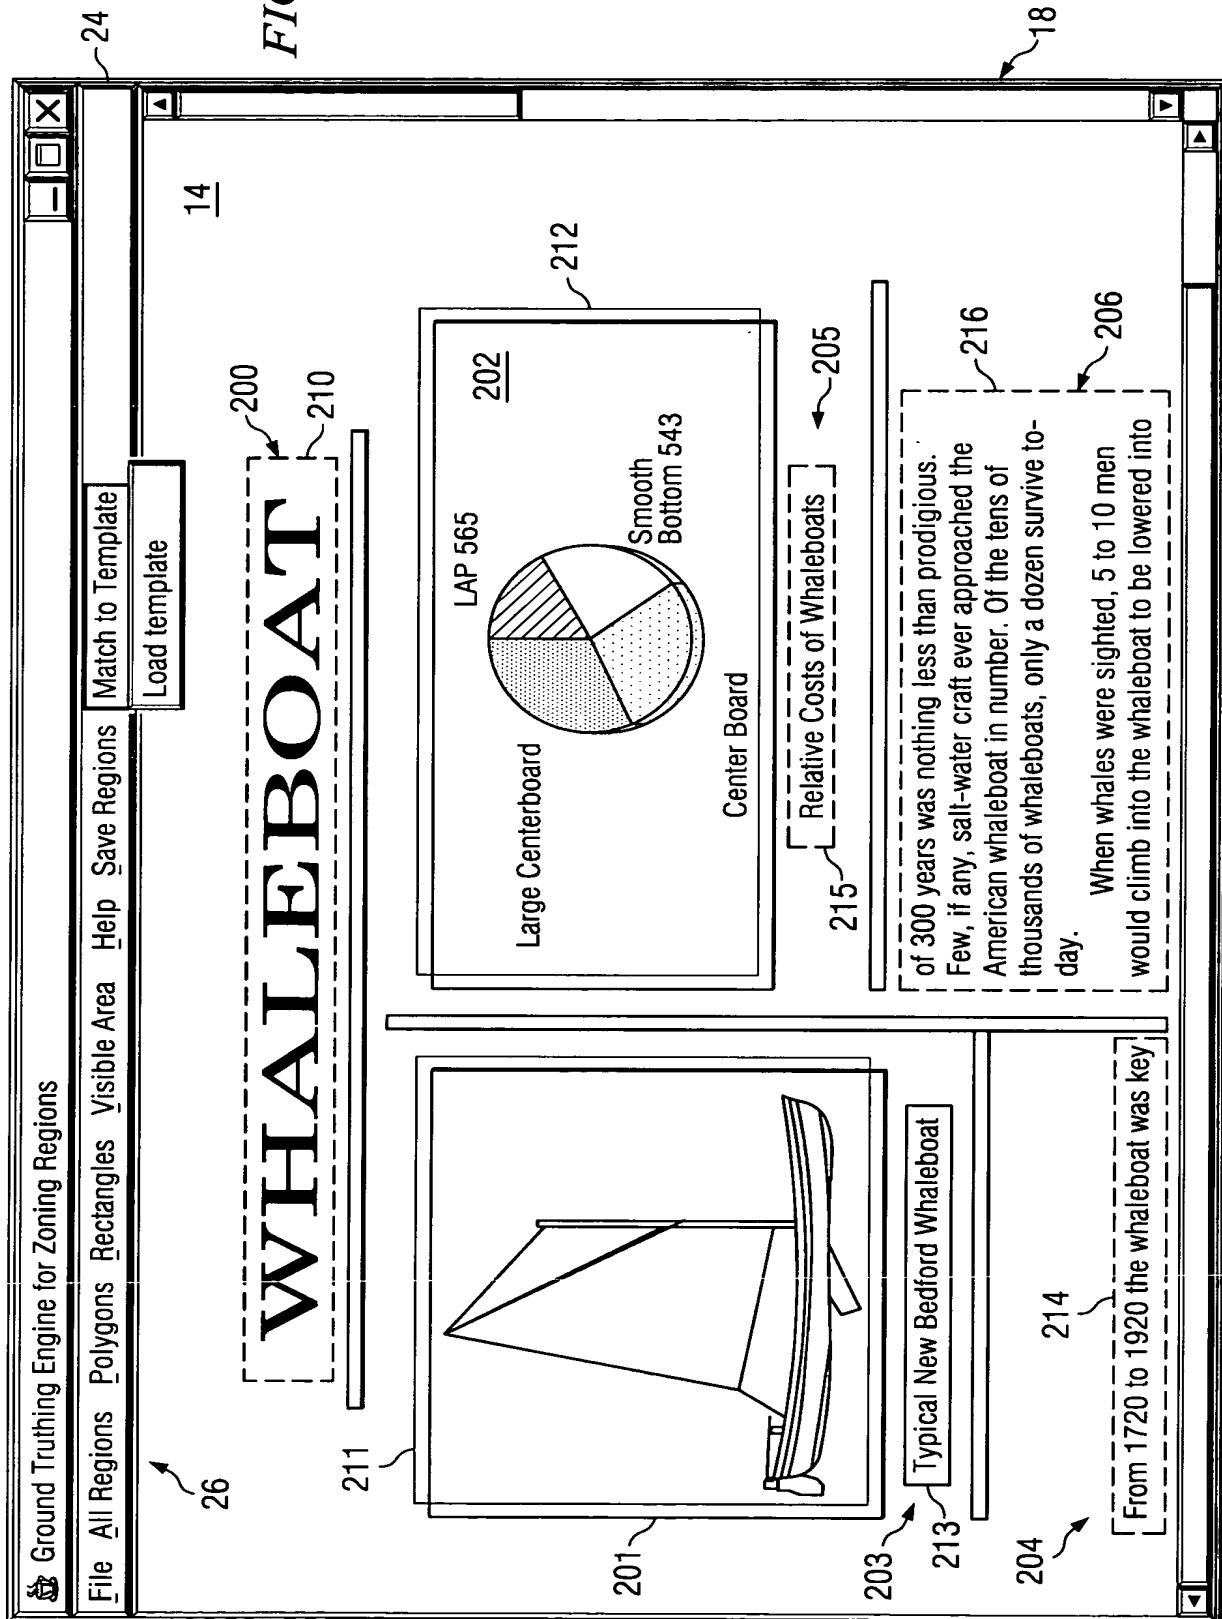 FIG
24
Ground Truthing Engine for Zoning Regions
File All Regions Polygons Rectangles Visible Area Help Save Regions Match to Template
Load template
26
14
200
210
WHALEBOAT
211
212
201
202
LAP 565
Large Centerboard
Smooth
Bottom 543
Center Board
Relative Costs of Whaleboats
205
215
203
213
Typical New Bedford Whaleboat
204
214
From 1720 to 1920 the whaleboat was key
216
206
of 300 years was nothing less than prodigious.
Few, if any, salt-water craft ever approached the
American whaleboat in number. Of the tens of
thousands of whaleboats, only a dozen survive to-
day.
When whales were sighted, 5 to 10 men
would climb into the whaleboat to be lowered into
18